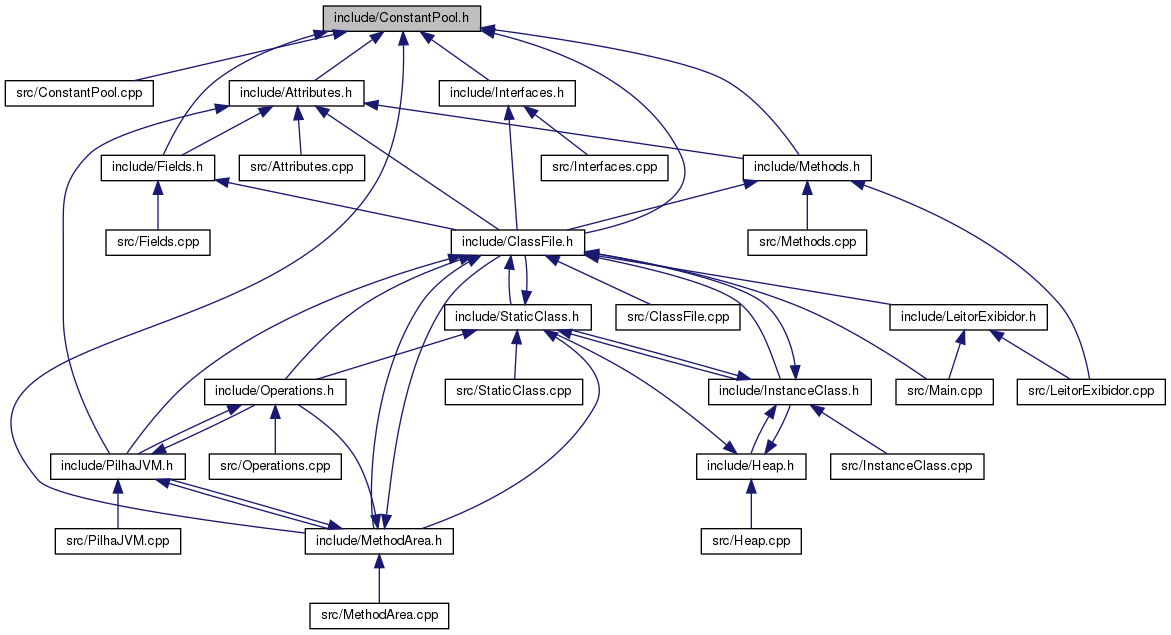 include/ConstantPool.h
src/ConstantPool.cpp
include/Attributes.h
include/Interfaces.h
include/Fields.h
src/Attributes.cpp
src/Interfaces.cpp
include/Methods.h
src/Fields.cpp
include/ClassFile.h
src/Methods.cpp
include/StaticClass.h
src/ClassFile.cpp
include/LeitorExibidor.h
include/Operations.h
src/StaticClass.cpp
include/InstanceClass.h
src/Main.cpp
src/LeitorExibidor.cpp
include/PilhaJVM.h
src/Operations.cpp
include/Heap.h
src/InstanceClass.cpp
src/PilhaJVM.cpp
include/MethodArea.h
src/Heap.cpp
src/MethodArea.cpp